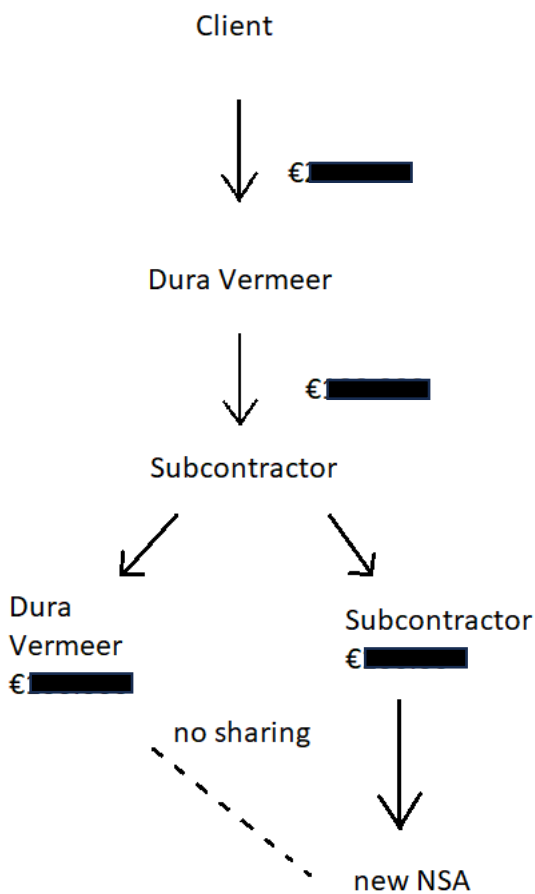 Client
€
Dura Vermeer
€
Subcontractor
Dura
Vermeer
€
Subcontractor
€
no sharing
new NSA